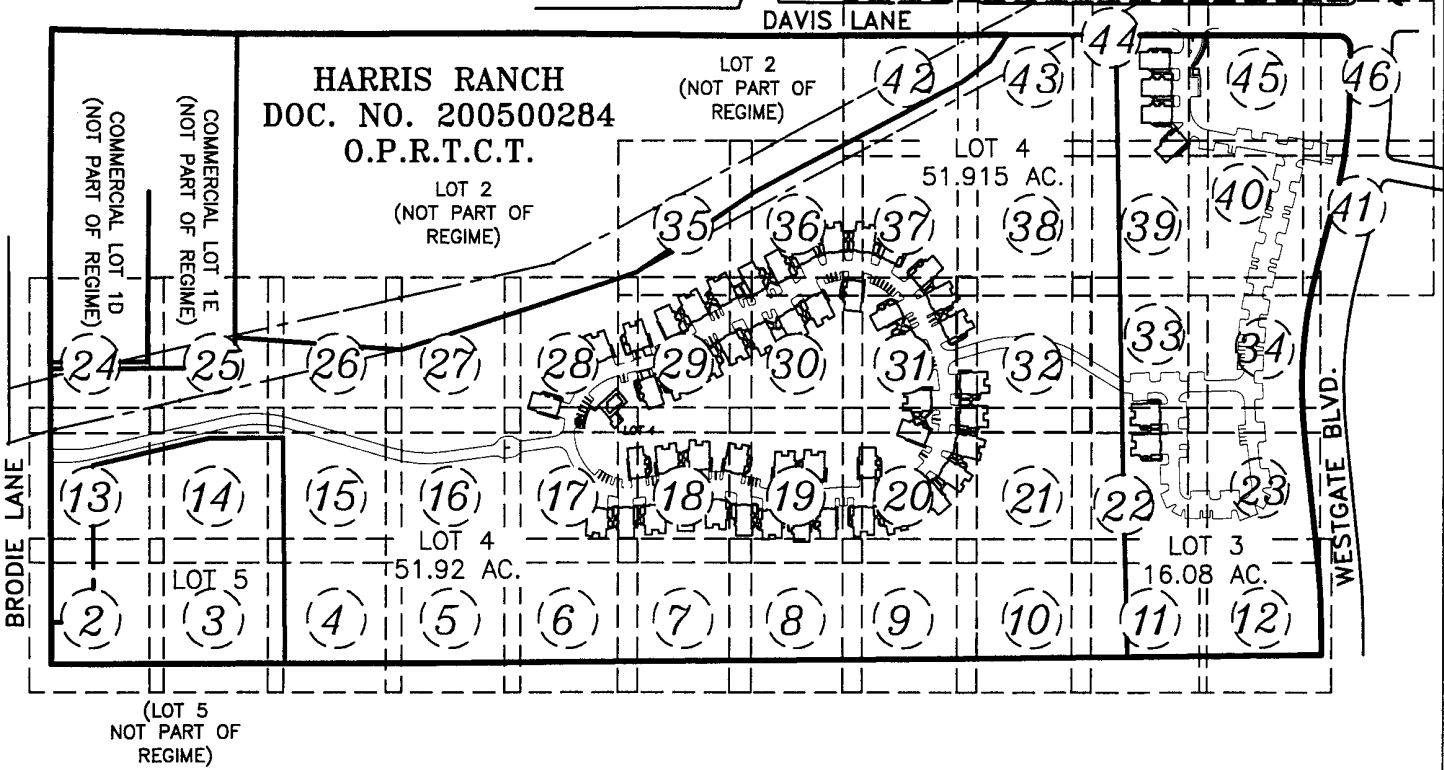 DAVIS LANE
HARRIS RANCH
DOC. NO. 200500284
O.P.R.T.C.T.
LOT 2
(NOT PART OF
REGIME)
LOT 2
(NOT PART OF
REGIME)
COMMERCIAL LOT 1D
(NOT PART OF REGIME)
COMMERCIAL LOT 1E
(NOT PART OF REGIME)
42
43
44
45
46
LOT 4
51.915 AC.
35
36
37
38
39
40
41
24
25
26
27
28
29
30
31
32
33
34
LOT 4
BRODIE LANE
13
14
15
16
17
18
19
20
21
22
23
WESTGATE BLVD.
LOT 4
51.92 AC.
LOT 3
16.08 AC.
LOT 5
2
3
4
5
6
7
8
9
10
11
12
(LOT 5
NOT PART OF
REGIME)